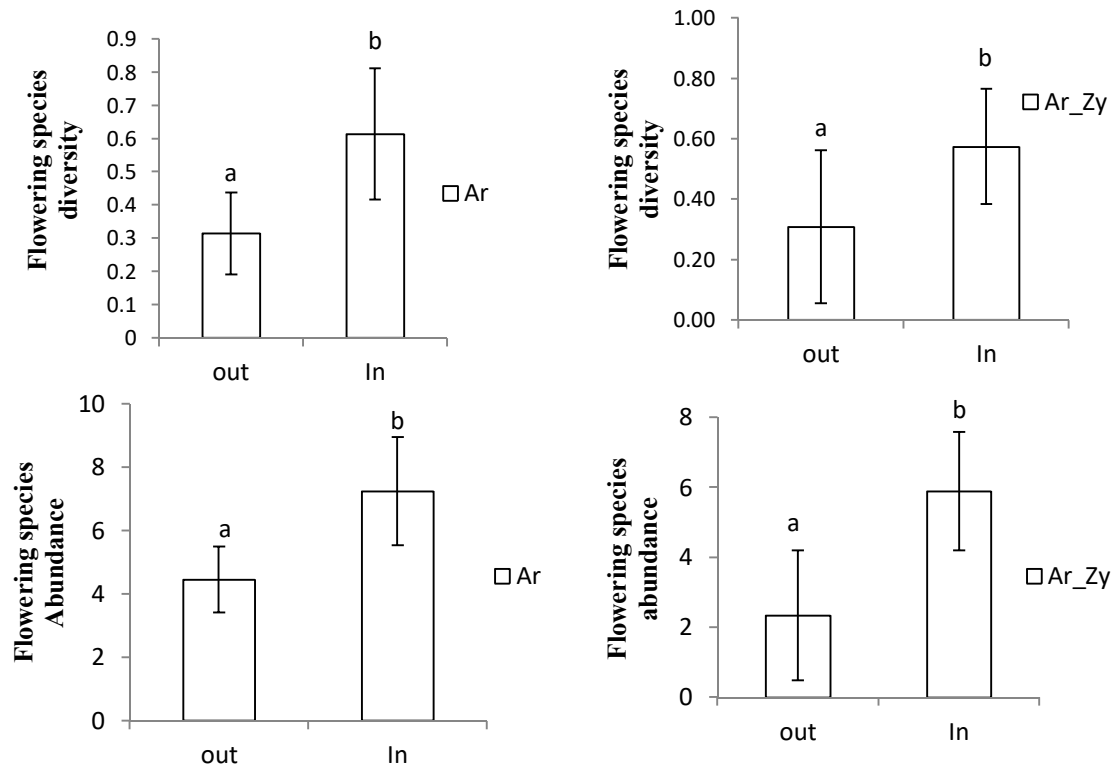 Flowering species
diversity
0.9
0.8
0.7
0.6
0.5
0.4
0.3
0.2
0.1
0
a
b
out
In
Ar
Flowering species
diversity
1.00
0.80
0.60
0.40
0.20
0.00
a
b
out
In
Ar_Zy
Flowering species
Abundance
10
8
6
4
2
0
a
b
out
In
Ar
Flowering species
abundance
8
6
4
2
0
a
b
out
In
Ar_Zy